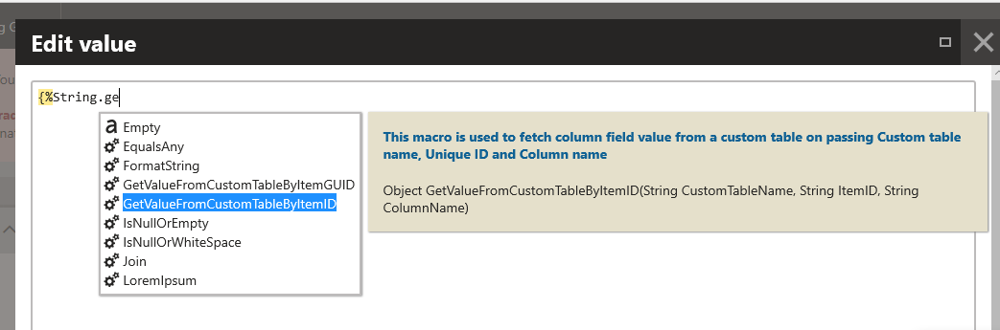 ng G
Edit value
{%String.ge
a Empty
EqualsAny
FormatString
GetValueFromCustomTableByItemGUID
GetValueFromCustomTableByItemID
IsNullOrEmpty
IsNullOrWhiteSpace
Join
LoremIpsum
This macro is used to fetch column field value from a custom table on passing Custom table
name, Unique ID and Column name
Object GetValueFromCustomTableByItemID(String CustomTableName, String ItemID, String
ColumnName)